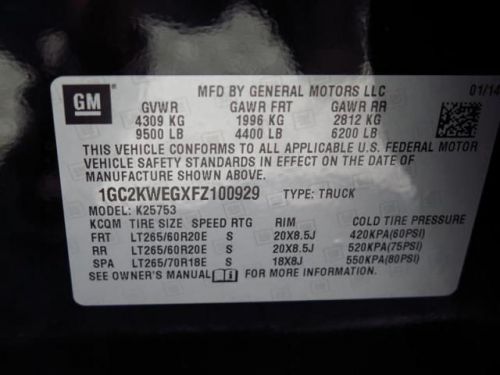 GM
MFD BY GENERAL MOTORS LLC 01/14
GVWR GAWR FRT GAWR RR
4309 KG 1996 KG 2812 KG
9500 LB 4400 LB 6200 LB
THIS VEHICLE CONFORMS TO ALL APPLICABLE U.S. FEDERAL MOTOR
VEHICLE SAFETY STANDARDS IN EFFECT ON THE DATE OF
MANUFACTURE SHOWN ABOVE.
1GC2KWEGXFZ100929 TYPE: TRUCK
MODEL: K25753
KCQM TIRE SIZE SPEED RTG RIM COLD TIRE PRESSURE
FRT LT265/60R20E S 20X8.5J 420KPA(60PSI)
RR LT265/60R20E S 20X8.5J 520KPA(75PSI)
SPA LT265/70R18E S 18X8J 550KPA(80PSI)
SEE OWNER'S MANUAL FOR MORE INFORMATION.